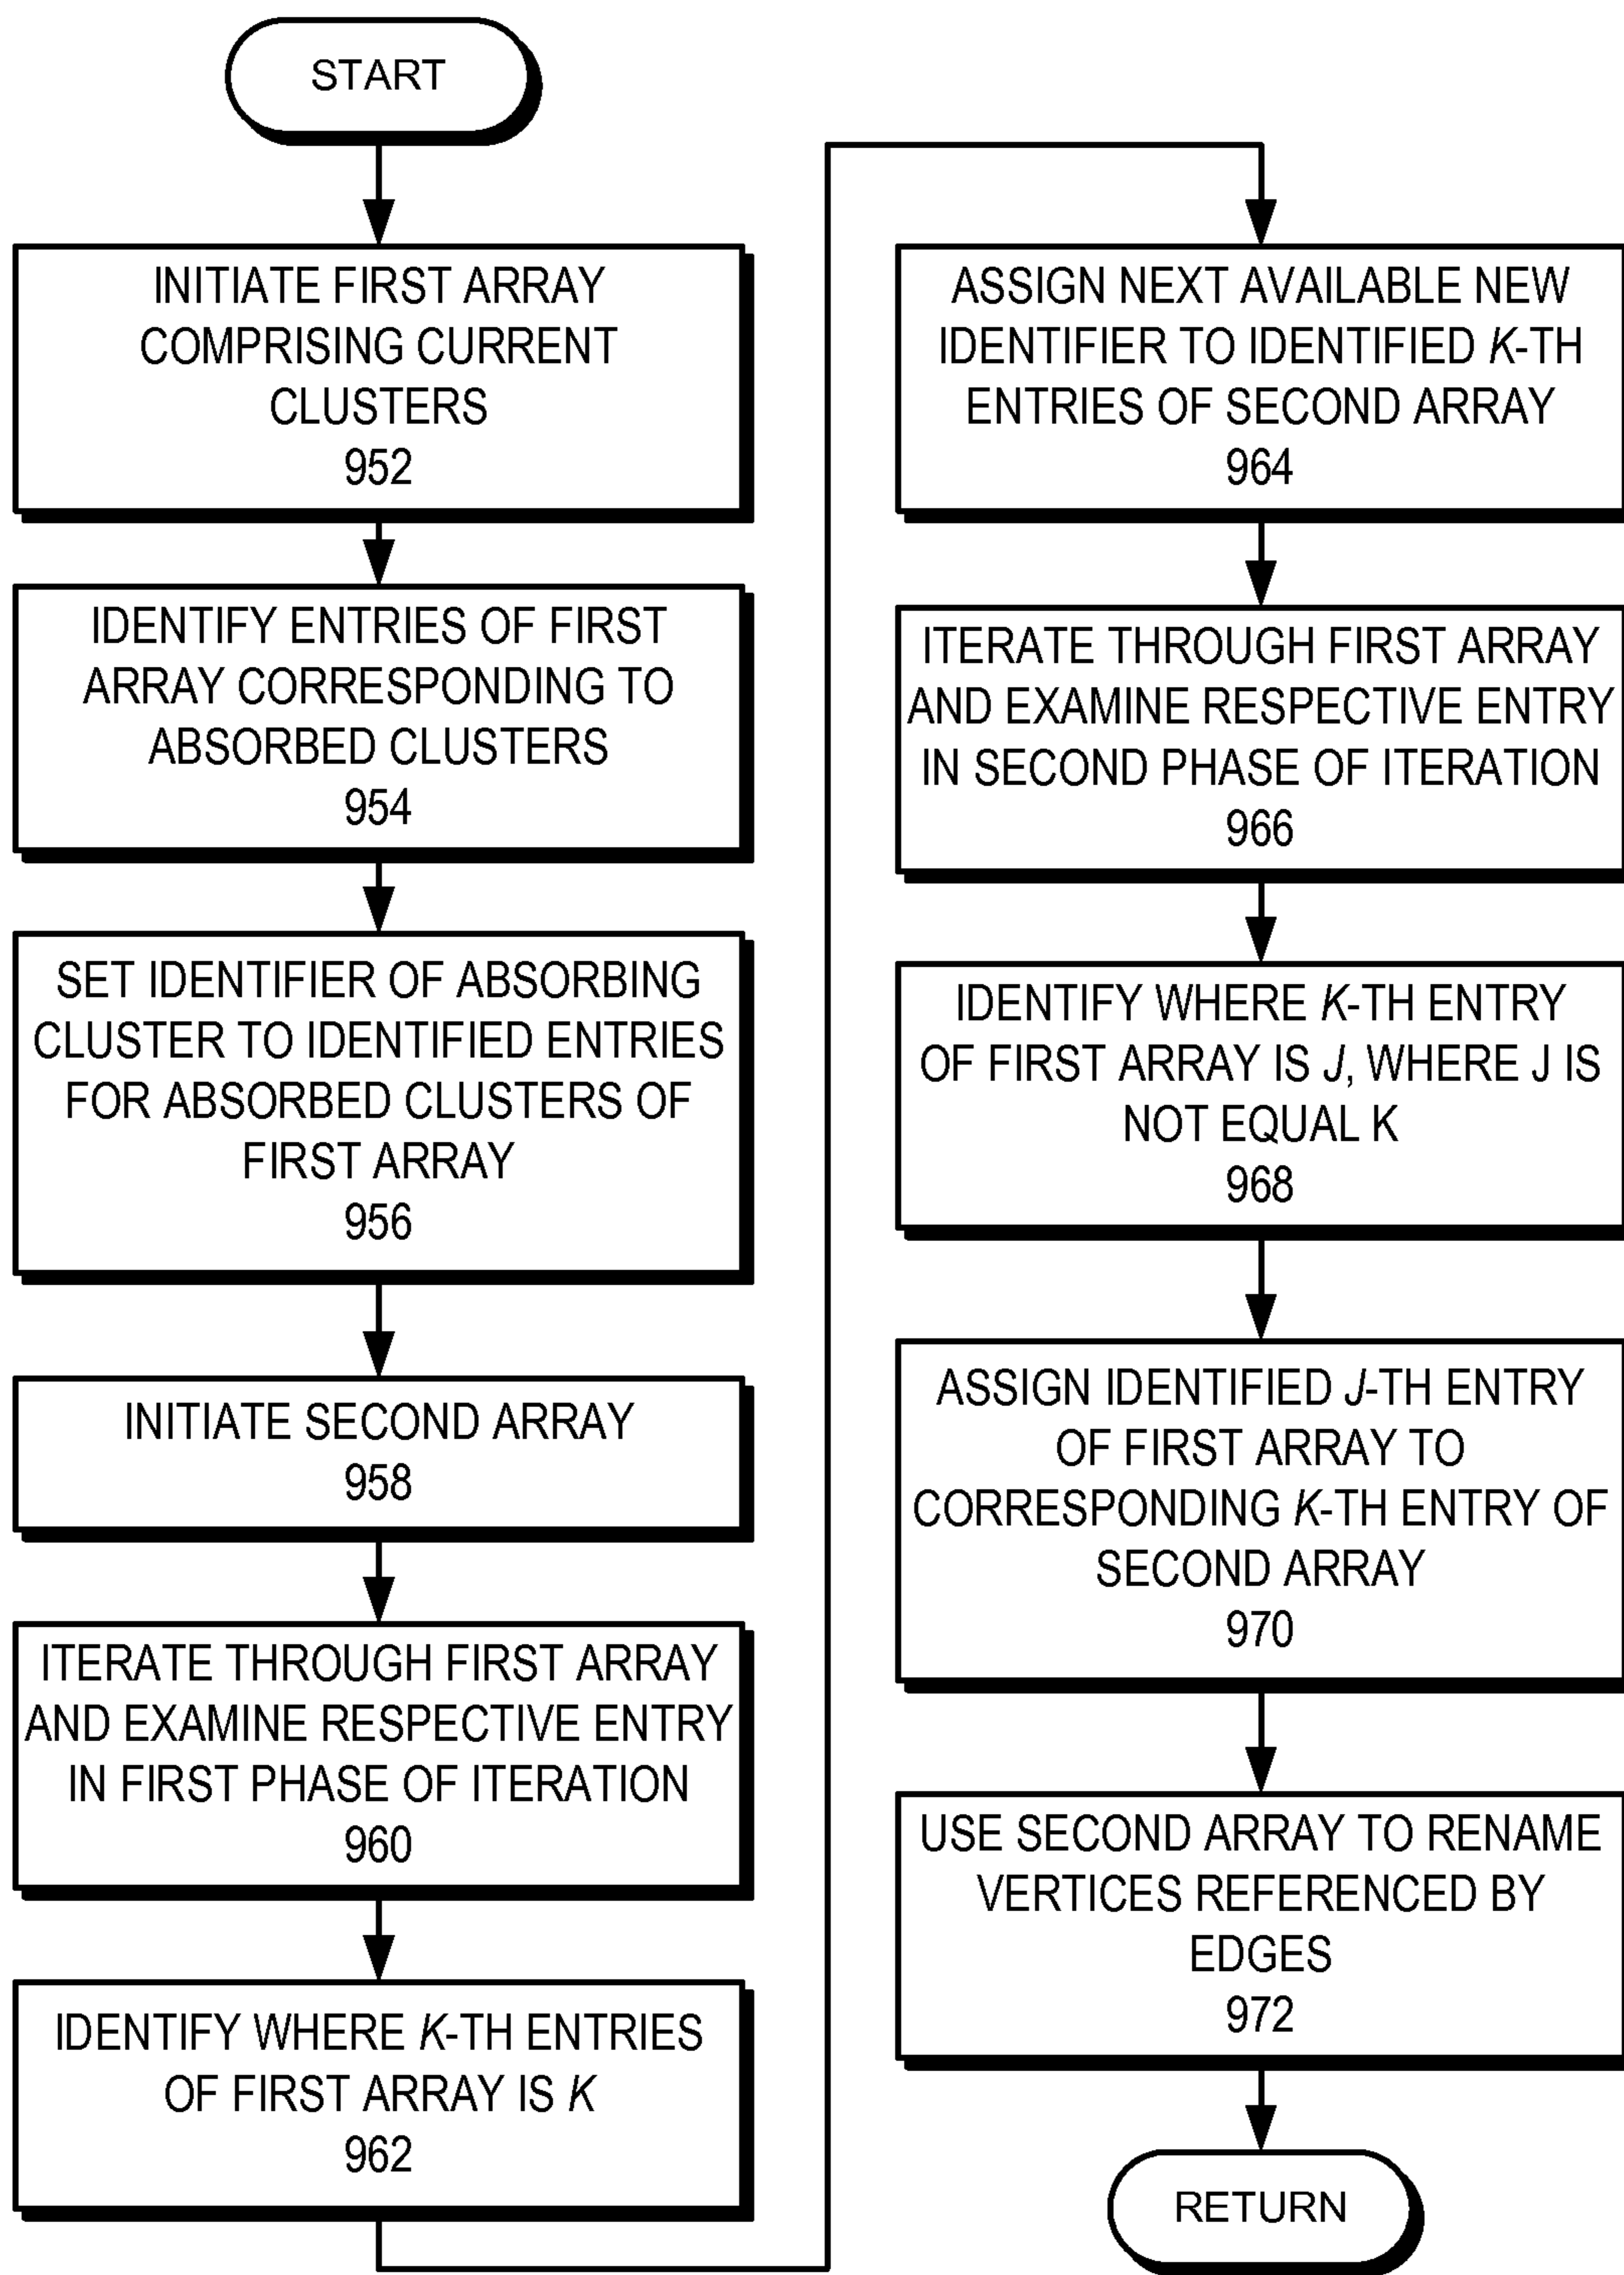 START
INITIATE FIRST ARRAY
COMPRISING CURRENT
CLUSTERS
952
IDENTIFY ENTRIES OF FIRST
ARRAY CORRESPONDING TO
ABSORBED CLUSTERS
954
SET IDENTIFIER OF ABSORBING
CLUSTER TO IDENTIFIED ENTRIES
FOR ABSORBED CLUSTERS OF
FIRST ARRAY
956
INITIATE SECOND ARRAY
958
ITERATE THROUGH FIRST ARRAY
AND EXAMINE RESPECTIVE ENTRY
IN FIRST PHASE OF ITERATION
960
IDENTIFY WHERE K-TH ENTRIES
OF FIRST ARRAY IS K
962
ASSIGN NEXT AVAILABLE NEW
IDENTIFIER TO IDENTIFIED K-TH
ENTRIES OF SECOND ARRAY
964
ITERATE THROUGH FIRST ARRAY
AND EXAMINE RESPECTIVE ENTRY
IN SECOND PHASE OF ITERATION
966
IDENTIFY WHERE K-TH ENTRY
OF FIRST ARRAY IS J, WHERE J IS
NOT EQUAL K
968
ASSIGN IDENTIFIED J-TH ENTRY
OF FIRST ARRAY TO
CORRESPONDING K-TH ENTRY OF
SECOND ARRAY
970
USE SECOND ARRAY TO RENAME
VERTICES REFERENCED BY
EDGES
972
RETURN